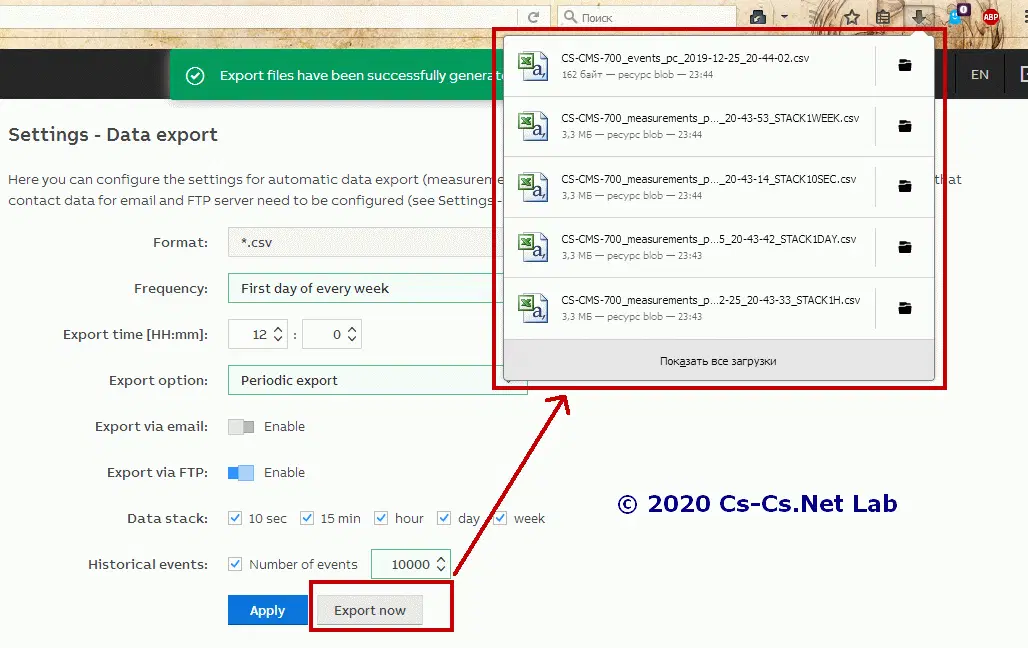 Поиск
0
ABP
Export files have been successfully generate
EN
CS-CMS-700_events_pc_2019-12-25_20-44-02.csv
162 байт — ресурс blob — 23:44
CS-CMS-700_measurements_p..._20-43-53_STACK1WEEK.csv
3,3 МБ — ресурс blob — 23:44
CS-CMS-700_measurements_p..._20-43-14_STACK10SEC.csv
3,3 МБ — ресурс blob — 23:44
CS-CMS-700_measurements_p...5_20-43-42_STACK1DAY.csv
3,3 МБ — ресурс blob — 23:43
CS-CMS-700_measurements_p...2-25_20-43-33_STACK1H.csv
3,3 МБ — ресурс blob — 23:43
Показать все загрузки
Settings - Data export
Here you can configure the settings for automatic data export (measureme that
contact data for email and FTP server need to be configured (see Settings -
Format: *.csv
Frequency: First day of every week
Export time [HH:mm]: 12 : 0
Export option: Periodic export
Export via email: Enable
Export via FTP: Enable
Data stack: 10 sec 15 min hour day week
Historical events: Number of events 10000
Apply Export now
© 2020 Cs-Cs.Net Lab